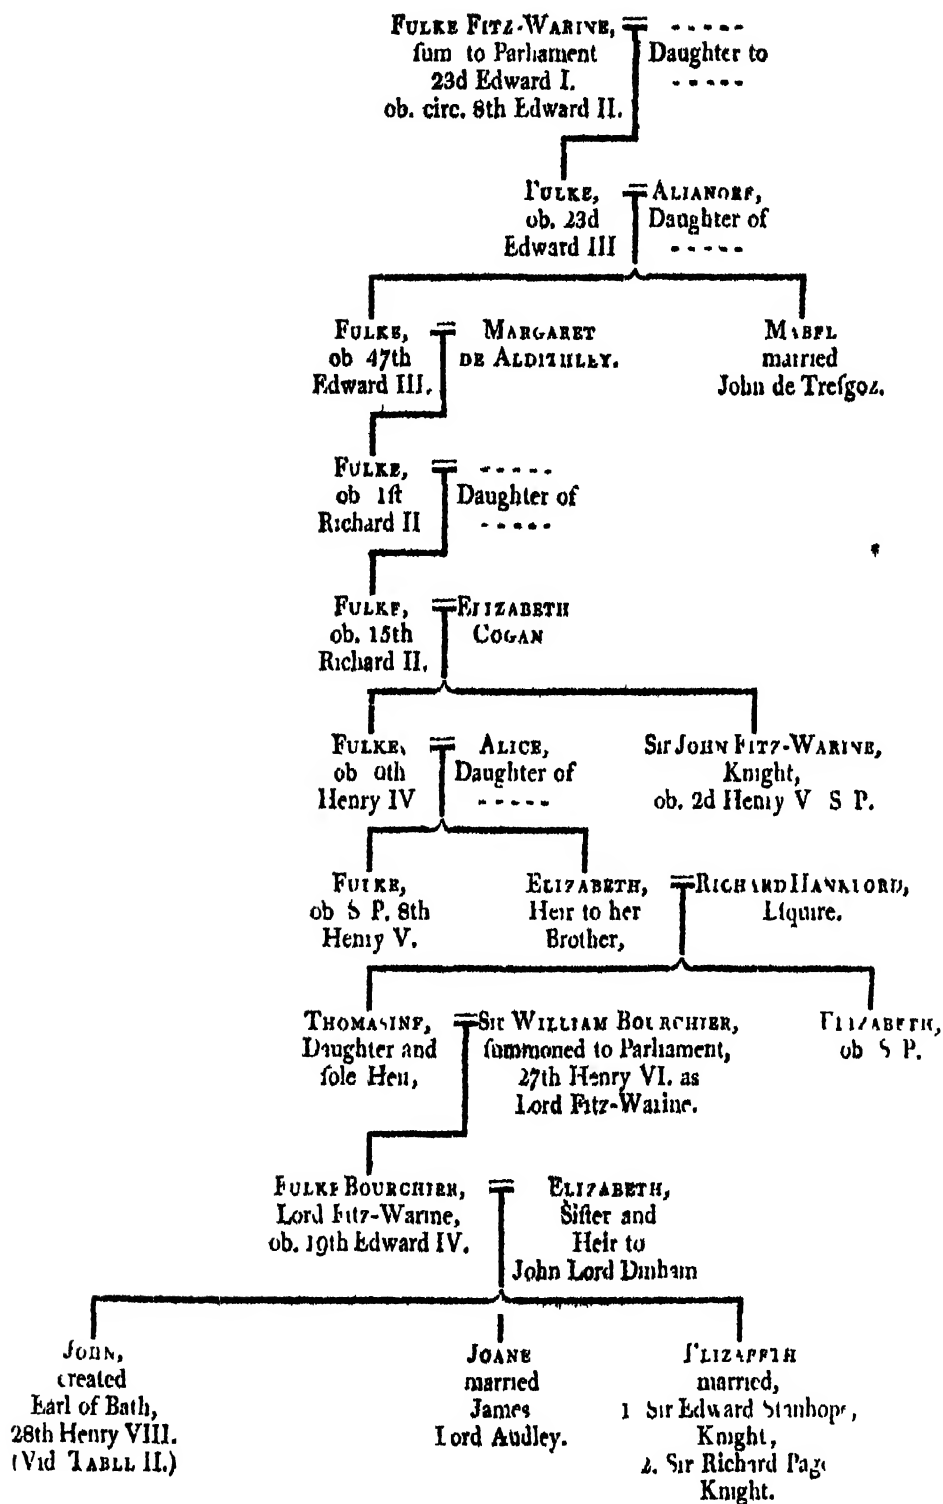 FULKE FITZ-WARINE,
sum to Parliament
23d Edward I.
ob. circ. 8th Edward II.
- - - - -
Daughter to
- - - - -
FULKE,
ob. 23d
Edward III
ALIANORE,
Daughter of
- - - - -
FULKE,
ob 47th
Edward III.
MARGARET
DE ALDITHLEY.
MABEL
married
John de Tresgoz.
FULKE,
ob 1st
Richard II
- - - - -
Daughter of
- - - - -
FULKE,
ob. 15th
Richard II.
ELIZABETH
COGAN
FULKE,
ob
Henry IV
ALICE,
Daughter of
- - - - -
Sir JOHN FITZ-WARINE,
Knight,
ob. 2d Henry V S P.
FULKE,
ob S P. 8th
Henry V.
ELIZABETH,
Heir to her
Brother,
RICHARD HANKFORD,
Esquire.
THOMASINE,
Daughter and
sole Heir,
Sir WILLIAM BOURCHIER,
summoned to Parliament,
27th Henry VI. as
Lord Fitz-Warine.
ELIZABETH,
ob S P.
FULKE BOURCHIER,
Lord Fitz-Warine,
ob. 19th Edward IV.
ELIZABETH,
Sister and
Heir to
John Lord Dinham
JOHN,
created
Earl of Bath,
28th Henry VIII.
(Vid TABLE II.)
JOANE
married
James
Lord Audley.
ELIZABETH
married,
1 Sir Edward Stanhope,
Knight,
2. Sir Richard Page
Knight.